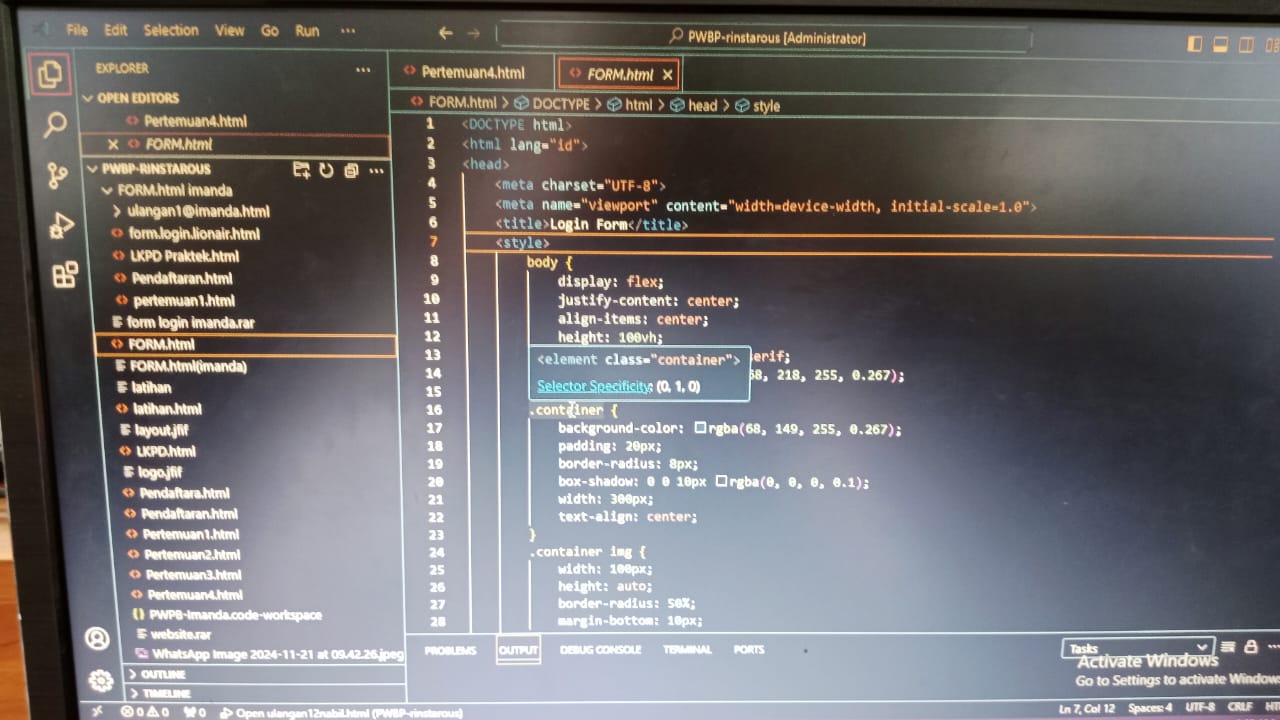 File Edit Selection View Go Run ...
PWBP-rinstarous [Administrator]
EXPLORER ...
OPEN EDITORS
Pertemuan4.html
FORM.html
PWBP-RINSTAROUS
FORM.html imanda
ulangan1@imanda.html
form.login.lionair.html
LKPD Praktek.html
Pendaftaran.html
pertemuan1.html
form login imanda.rar
FORM.html
FORM.html(imanda)
latihan
latihan.html
layout.jfif
LKPD.html
logo.jfif
Pendaftara.html
Pendaftaran.html
Pertemuan1.html
Pertemuan2.html
Pertemuan3.html
Pertemuan4.html
PWPB-Imanda.code-workspace
website.rar
WhatsApp Image 2024-11-21 at 09.42.26.jpeg
OUTLINE
TIMELINE
Pertemuan4.html
FORM.html
FORM.html > DOCTYPE > html > head > style
1 <DOCTYPE html>
2 <html lang="id">
3 <head>
4 <meta charset="UTF-8">
5 <meta name="viewport" content="width=device-width, initial-scale=1.0">
6 <title>Login Form</title>
7 <style>
8 body {
9 display: flex;
10 justify-content: center;
11 align-items: center;
12 height: 100vh;
13 erif;
14 68, 218, 255, 0.267);
15
<element class="container">
Selector Specificity: (0, 1, 0)
16 .container {
17 background-color: rgba(68, 149, 255, 0.267);
18 padding: 20px;
19 border-radius: 8px;
20 box-shadow: 0 0 10px rgba(0, 0, 0, 0.1);
21 width: 300px;
22 text-align: center;
23 }
24 .container img {
25 width: 100px;
26 height: auto;
27 border-radius: 50%;
28 margin-bottom: 10px;
PROBLEMS OUTPUT DEBUG CONSOLE TERMINAL PORTS
Tasks
Activate Windows
Go to Settings to activate Windows
0 0 0 Open ulangan12nabil.html (PWBP-rinstarous)
Ln 7, Col 12 Spaces: 4 UTF-8 CRLF